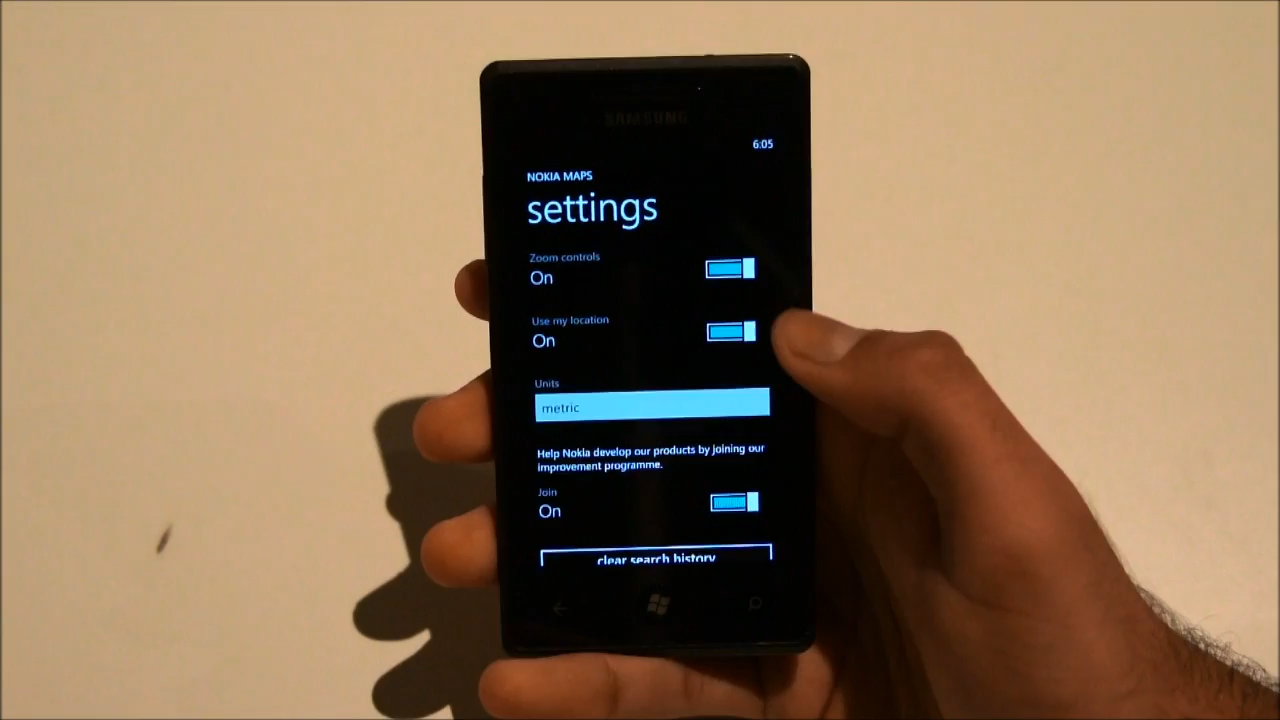 SAMSUNG
6:05
NOKIA MAPS
settings
Zoom controls
On
Use my location
On
Units
metric
Help Nokia develop our products by joining our
improvement programme.
Join
On
clear search history